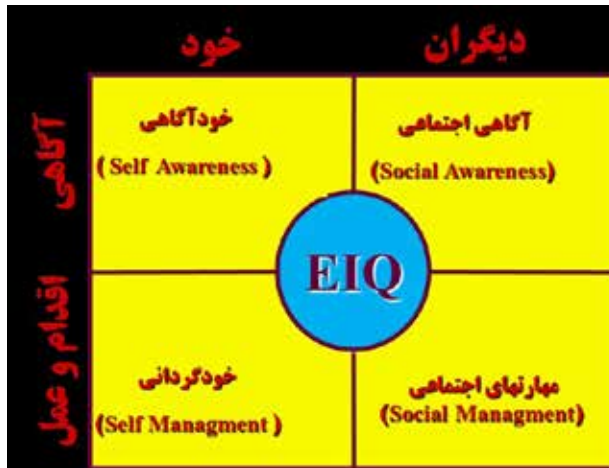 دیگران
خود
آگاهی
آگاهی اجتماعی
(Social Awareness)
خودآگاهی
( Self Awareness )
EIQ
اقدام و عمل
مهارتهای اجتماعی
(Social Managment)
خودگردانی
(Self Managment )